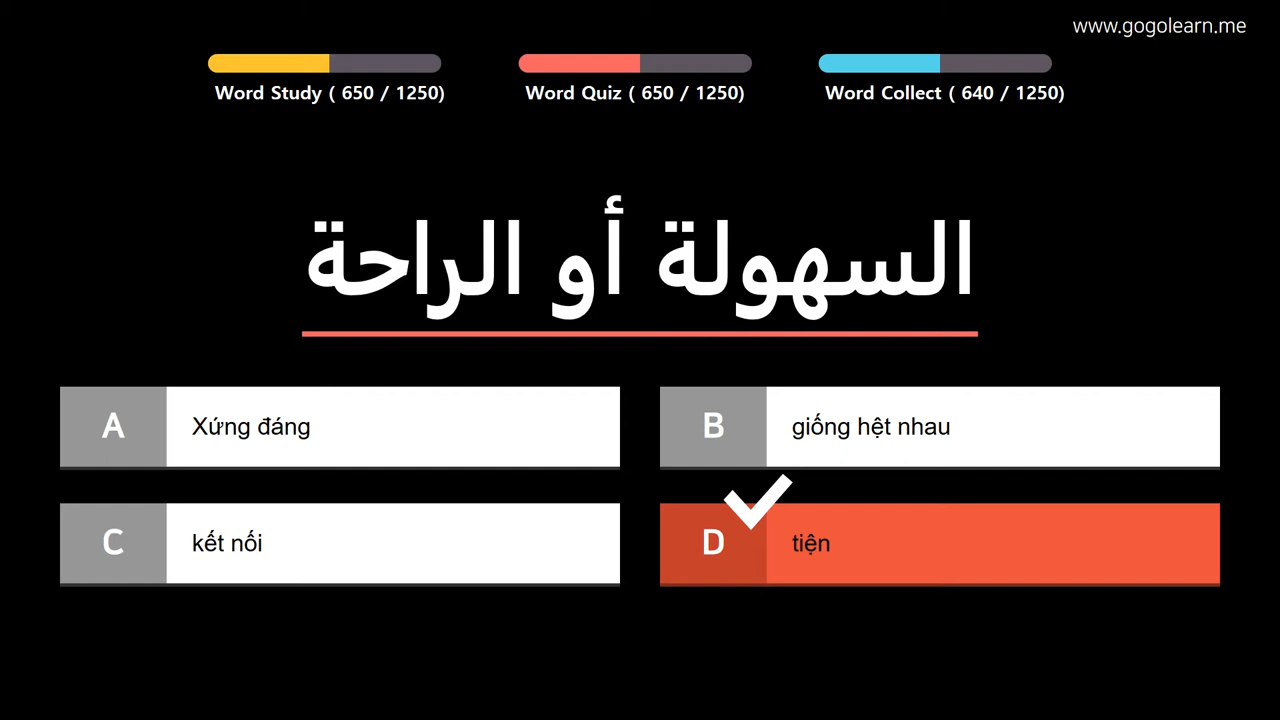 www.gogolearn.me
Word Study ( 650 / 1250)
Word Quiz ( 650 / 1250)
Word Collect ( 640 / 1250)
السهولة أو الراحة
A
Xứng đáng
B
giống hệt nhau
C
kết nối
D
tiện